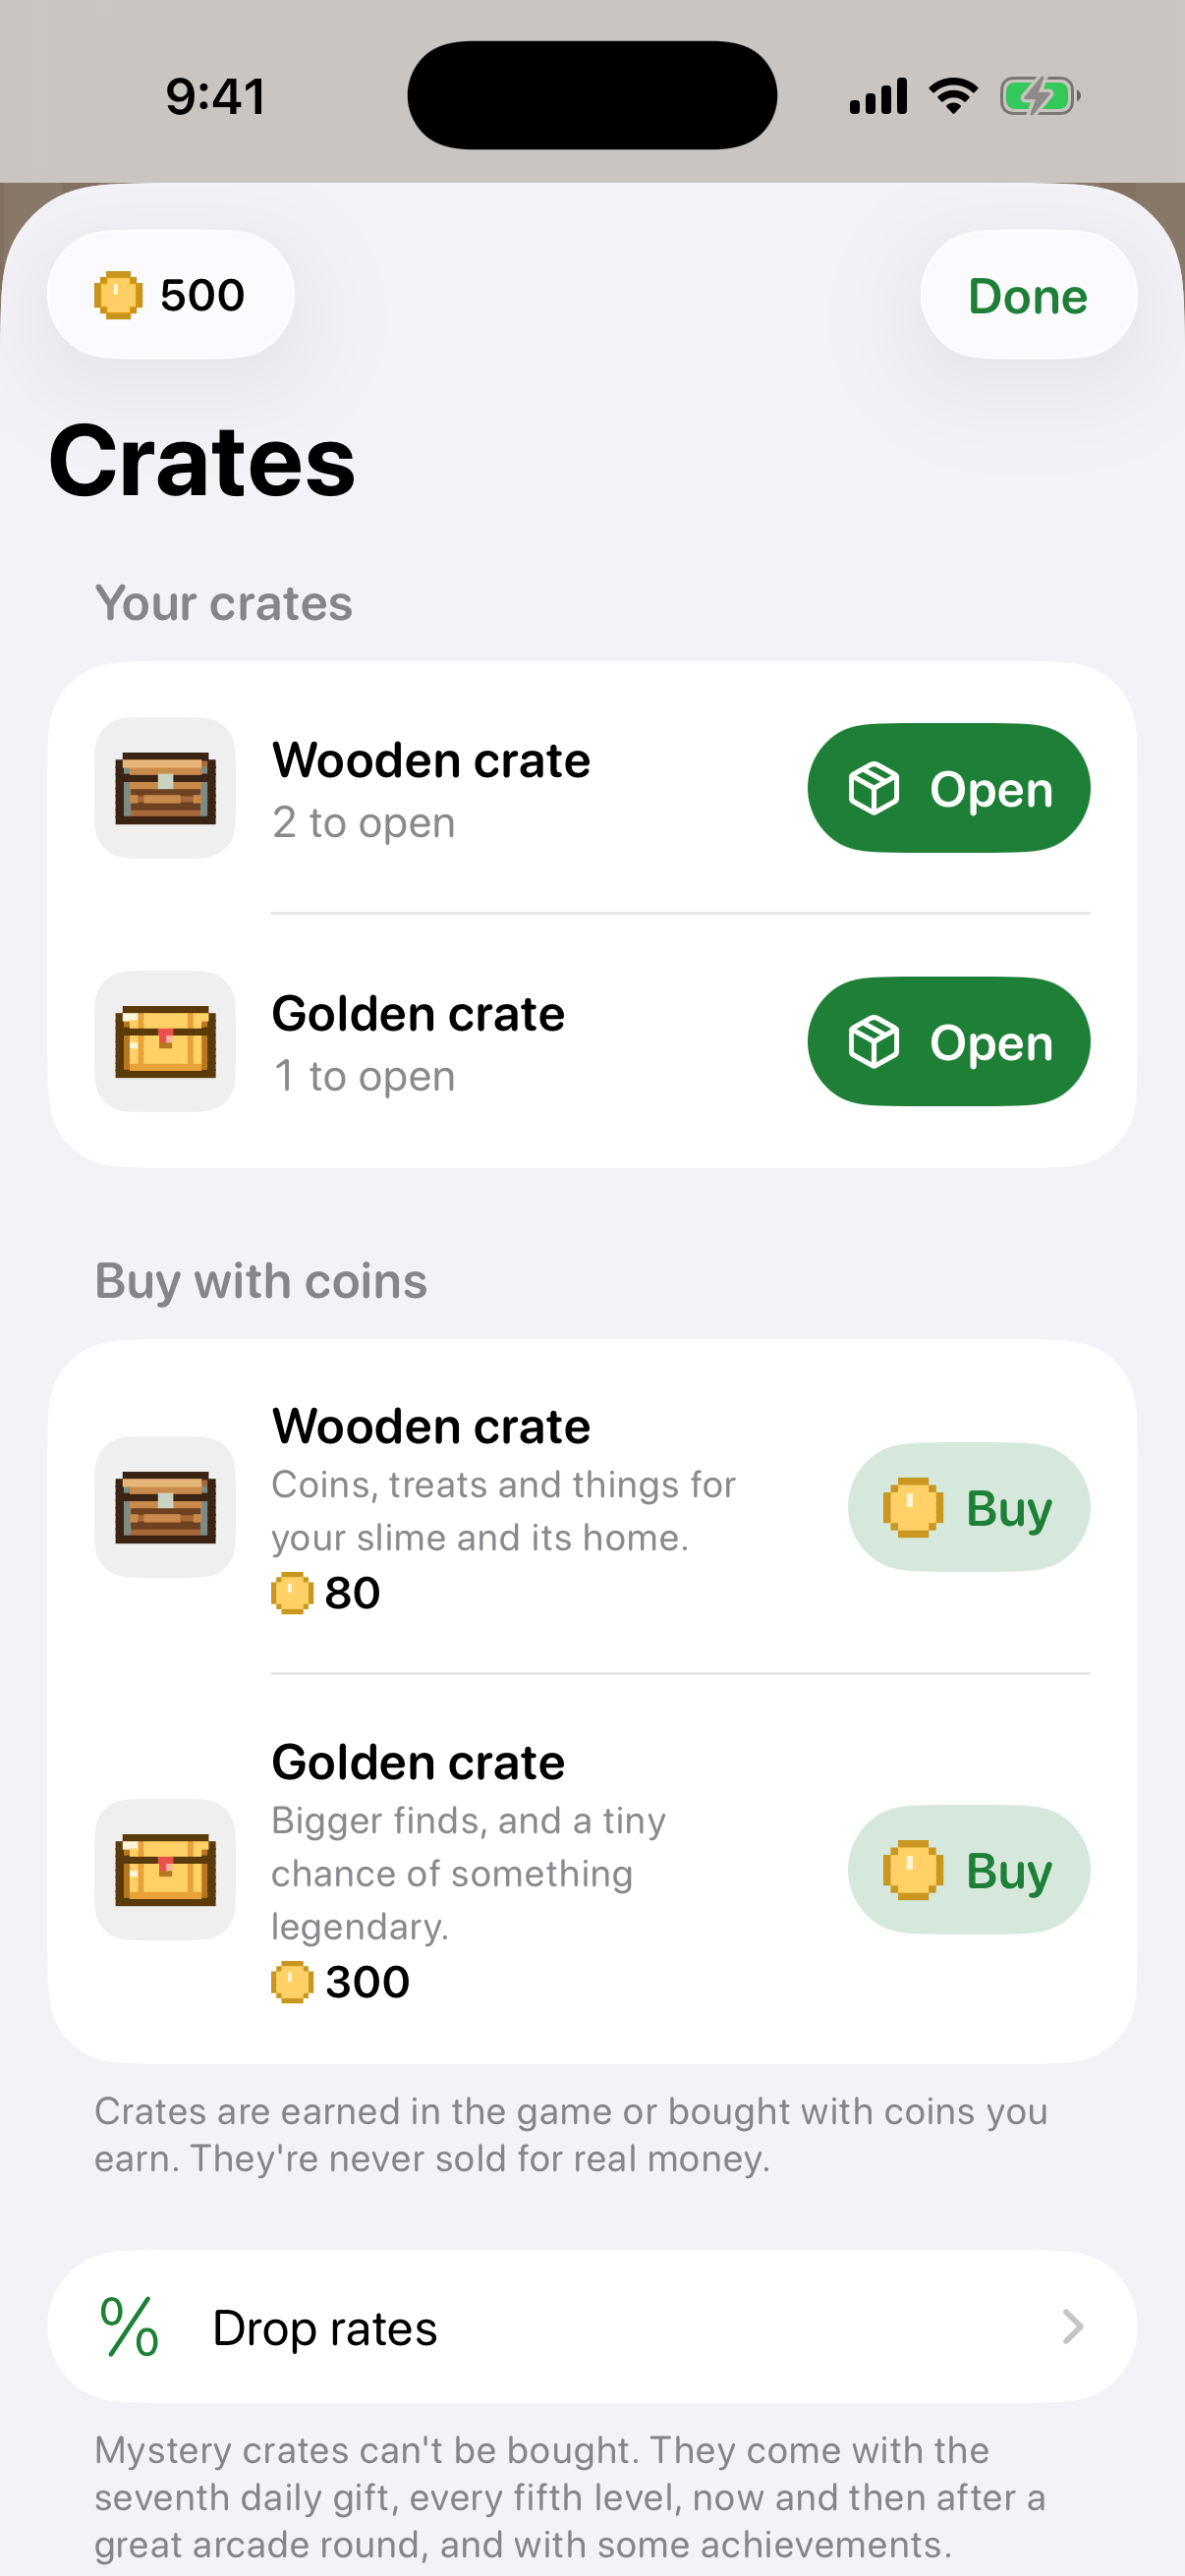 9:41
500
Done
Crates
Your crates
Wooden crate
2 to open
Open
Golden crate
1 to open
Open
Buy with coins
Wooden crate
Coins, treats and things for
your slime and its home.
80
Buy
Golden crate
Bigger finds, and a tiny
chance of something
legendary.
300
Buy
Crates are earned in the game or bought with coins you
earn. They're never sold for real money.
% Drop rates
Mystery crates can't be bought. They come with the
seventh daily gift, every fifth level, now and then after a
great arcade round, and with some achievements.